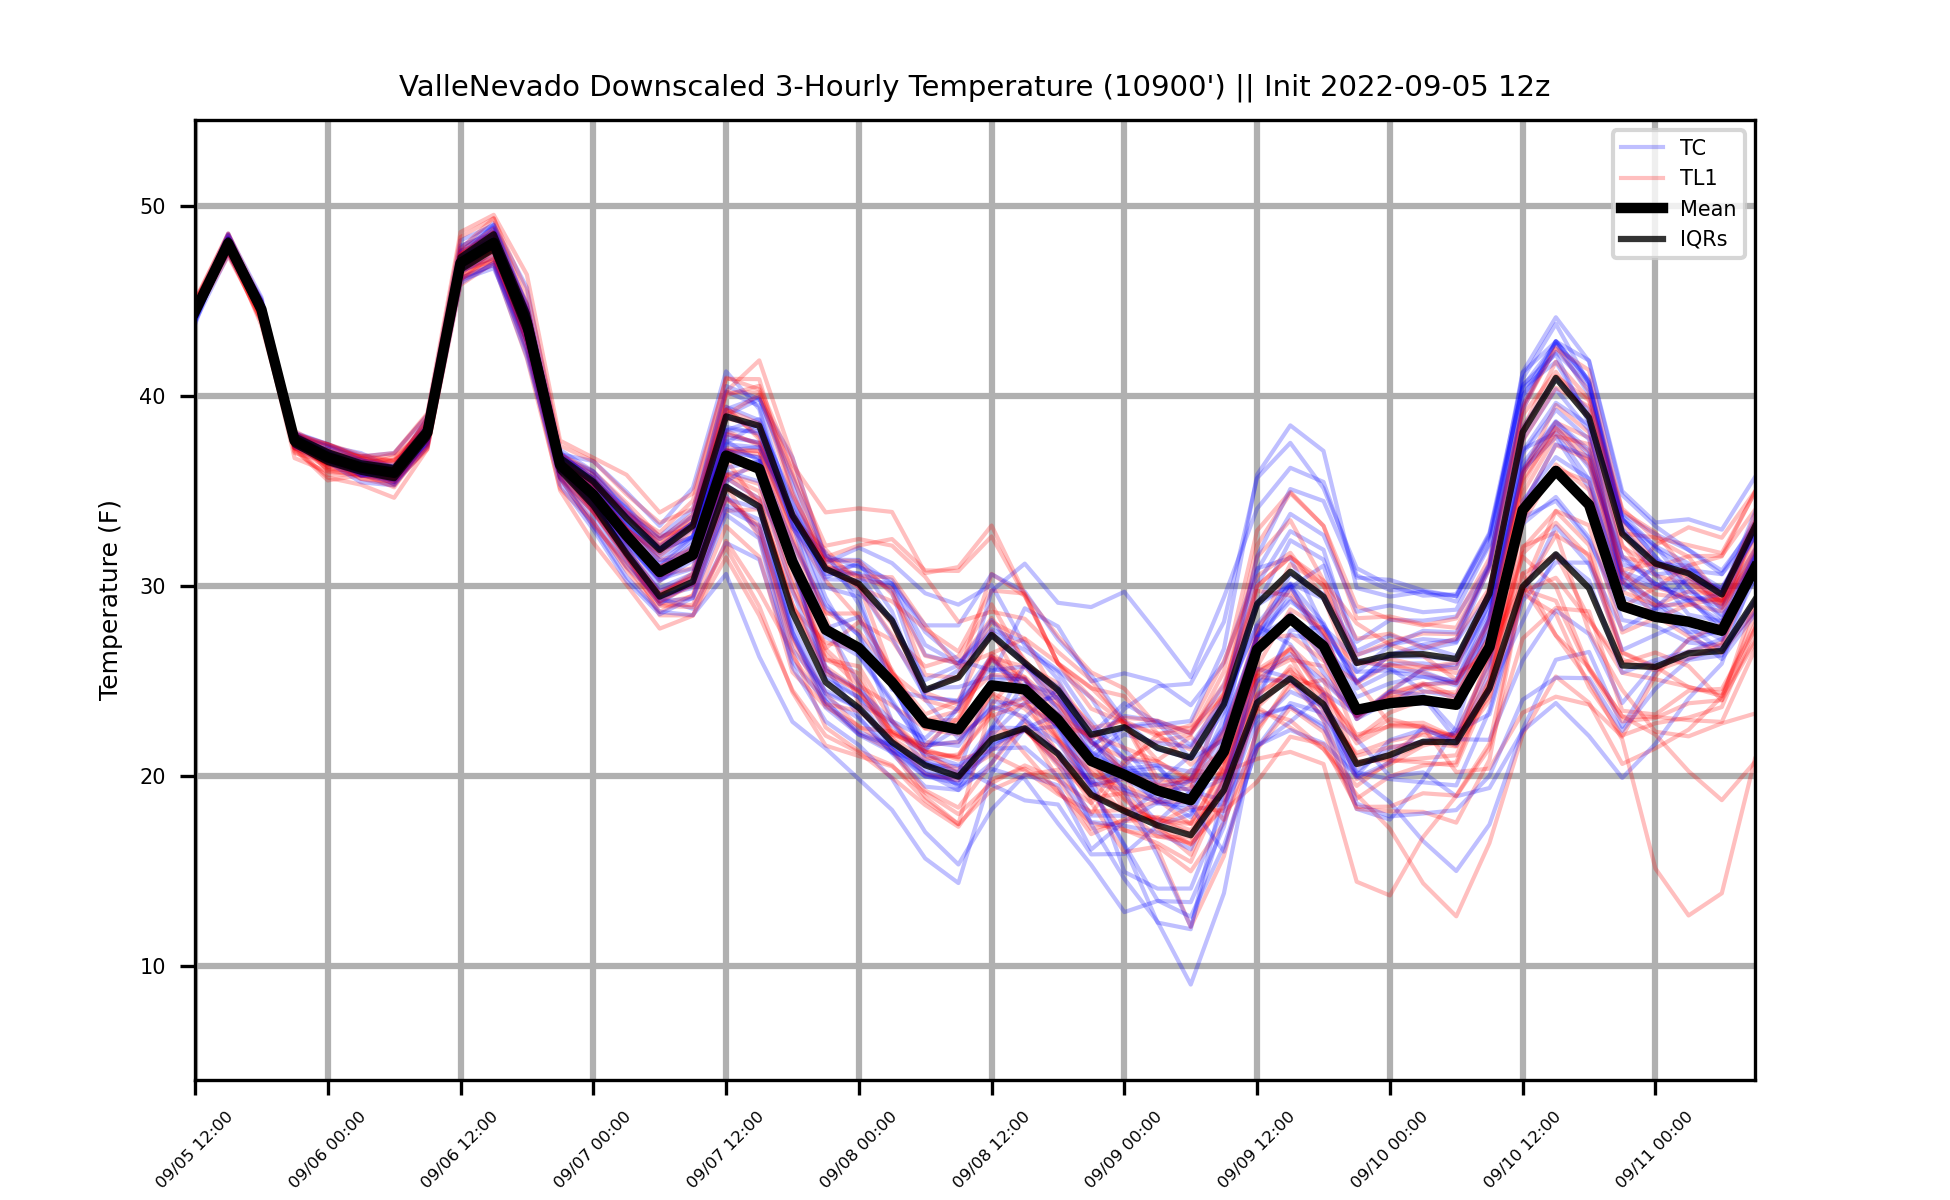 ValleNevado Downscaled 3-Hourly Temperature (10900') || Init 2022-09-05 12z
TC
TL1
Mean
IQRs
Temperature (F)
50
40
30
20
10
09/05 12:00
09/06 00:00
09/06 12:00
09/07 00:00
09/07 12:00
09/08 00:00
09/08 12:00
09/09 00:00
09/09 12:00
09/10 00:00
09/10 12:00
09/11 00:00